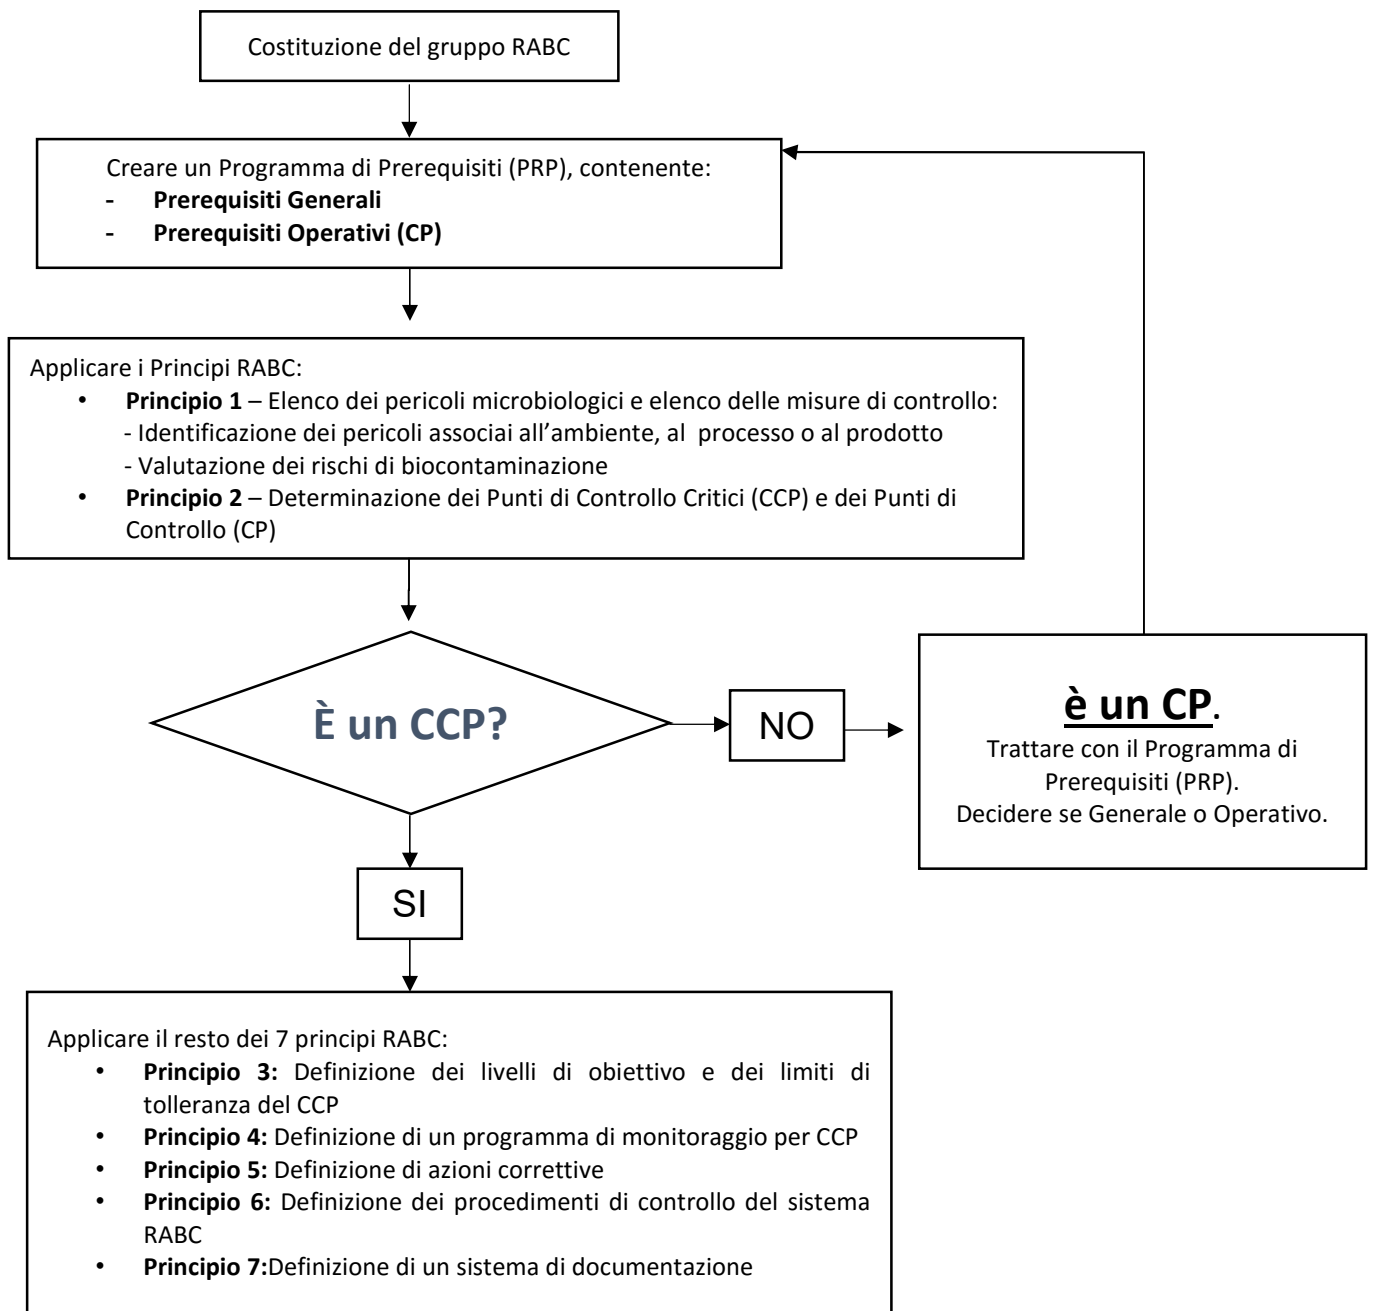 Costituzione del gruppo RABC
Creare un Programma di Prerequisiti (PRP), contenente:
- Prerequisiti Generali
- Prerequisiti Operativi (CP)
Applicare i Principi RABC:
• Principio 1 – Elenco dei pericoli microbiologici e elenco delle misure di controllo:
- Identificazione dei pericoli associai all'ambiente, al processo o al prodotto
- Valutazione dei rischi di biocontaminazione
• Principio 2 – Determinazione dei Punti di Controllo Critici (CCP) e dei Punti di
Controllo (CP)
È un CCP?
NO
è un CP.
Trattare con il Programma di
Prerequisiti (PRP).
Decidere se Generale o Operativo.
SI
Applicare il resto dei 7 principi RABC:
• Principio 3: Definizione dei livelli di obiettivo e dei limiti di
tolleranza del CCP
• Principio 4: Definizione di un programma di monitoraggio per CCP
• Principio 5: Definizione di azioni correttive
• Principio 6: Definizione dei procedimenti di controllo del sistema
RABC
• Principio 7:Definizione di un sistema di documentazione